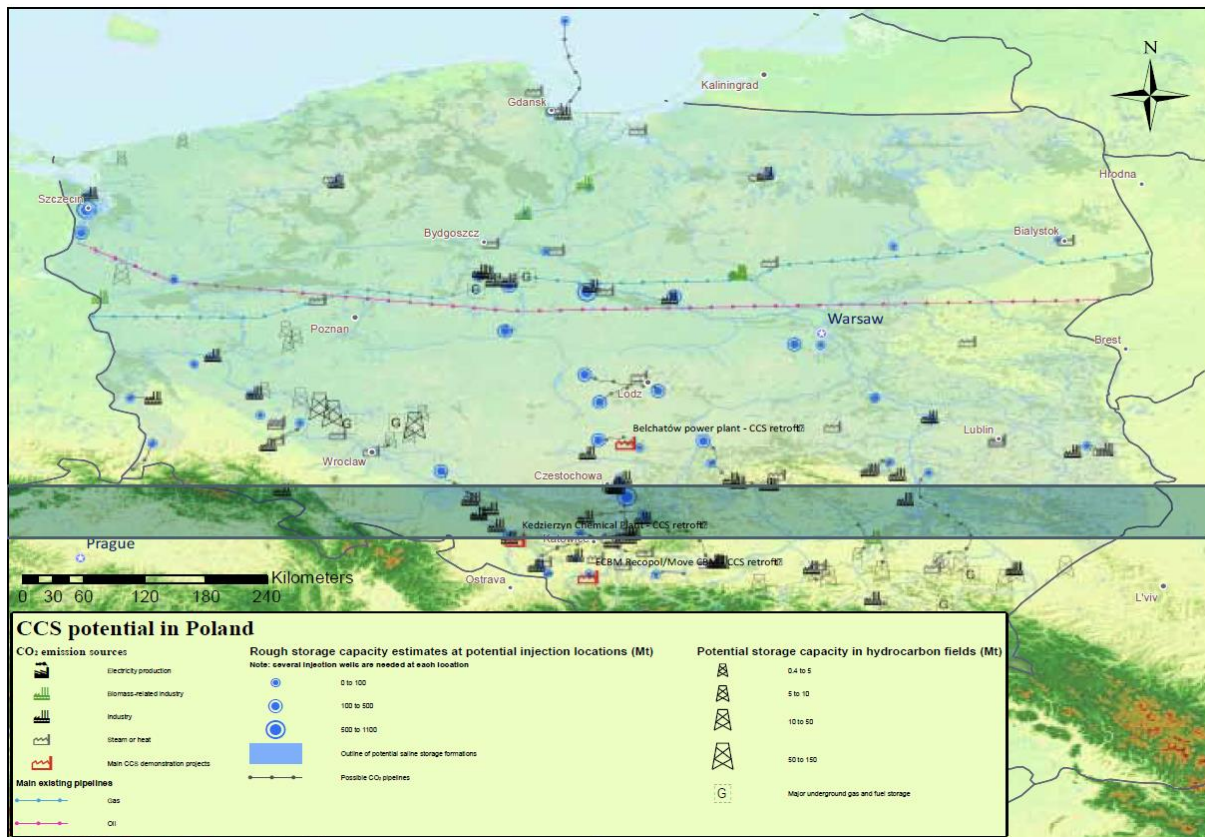 N
Kaliningrad
Gdansk
Hrodna
Szczecin
Bydgoszcz
Bialystok
G
G
Poznan
Warsaw
Brest
Lodz
G
G
Belchatów power plant - CCS retroft?
Lublin
Wroclaw
Czestochowa
Kedzierzyn Chemical Plant - CCS retroft?
Katowice
Prague
ECBM Recopol/Move CBM - CCS retroft?
Kilometers
Ostrava
G
L'viv
0 30 60 120 180 240
G
CCS potential in Poland
CO₂ emission sources
Electricity production
Biomass-related industry
Industry
Steam or heat
Main CCS demonstration projects
Main existing pipelines
Gas
Oil
Rough storage capacity estimates at potential injection locations (Mt)
Note: several injection wells are needed at each location
0 to 100
100 to 500
500 to 1100
Outline of potential saline storage formations
Possible CO₂ pipelines
Potential storage capacity in hydrocarbon fields (Mt)
0.4 to 5
5 to 10
10 to 50
50 to 150
G
Major underground gas and fuel storage